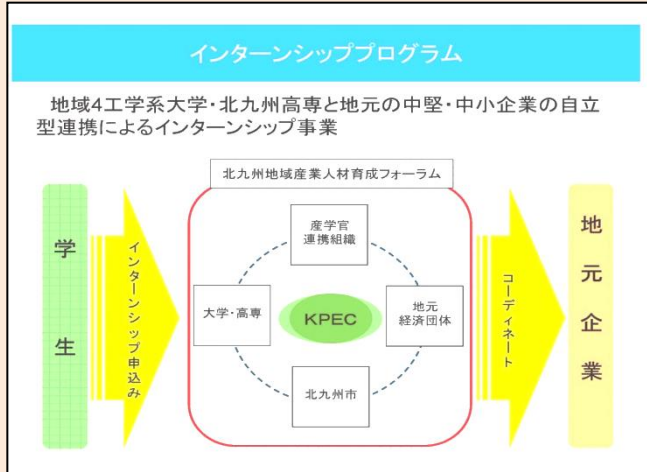 インターンシッププログラム
地域4工学系大学・北九州高専と地元の中堅・中小企業の自立
型連携によるインターンシップ事業
北九州地域産業人材育成フォーラム
学生
インターンシップ申込み
産学官
連携組織
大学・高専
KPEC
地元
経済団体
北九州市
コーディネート
地元企業